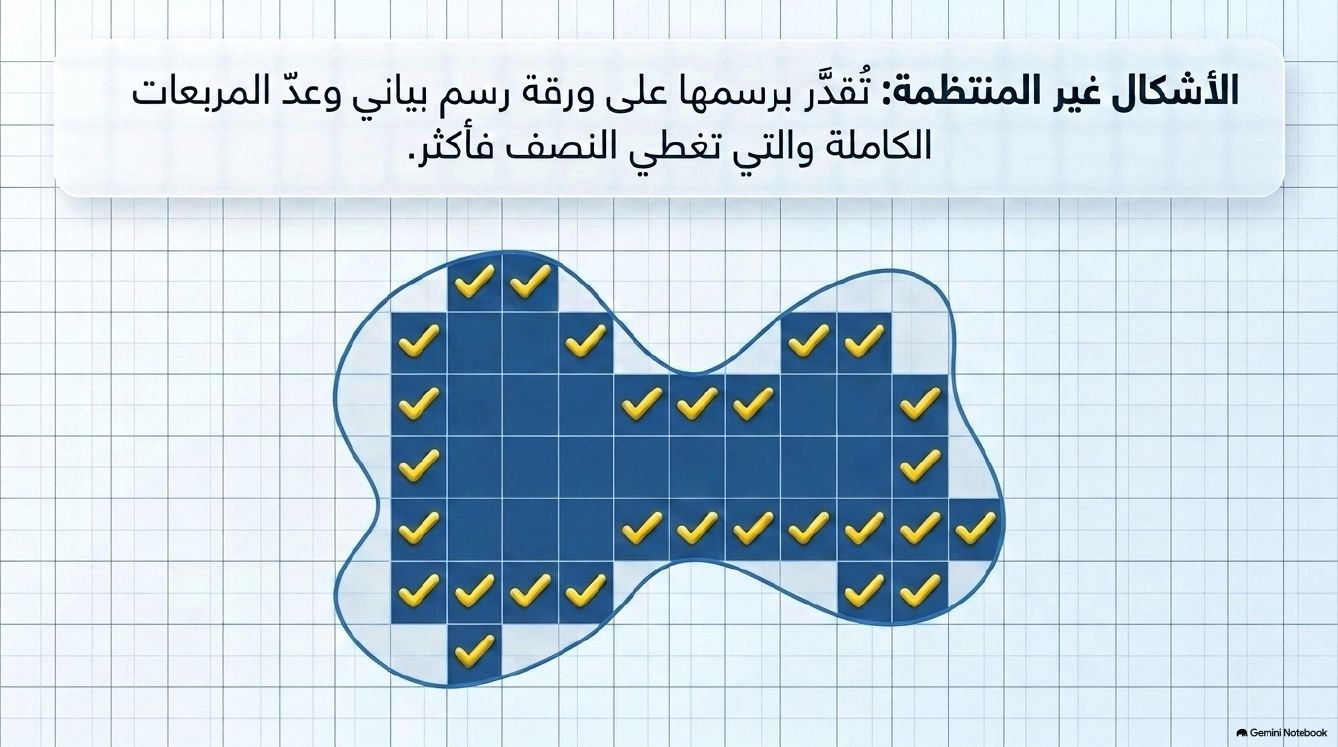 الأشكال غير المنتظمة: تُقدَّر برسمها على ورقة رسم بياني وعدّ المربعات
الكاملة والتي تغطي النصف فأكثر.
Gemini Notebook